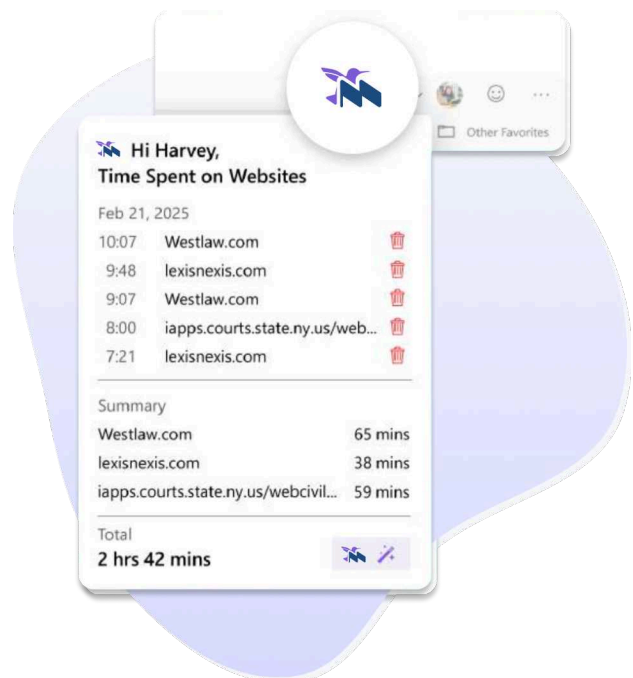 Other Favorites
Hi Harvey,
Time Spent on Websites
Feb 21, 2025
10:07 Westlaw.com
9:48 lexisnexis.com
9:07 Westlaw.com
8:00 iapps.courts.state.ny.us/web...
7:21 lexisnexis.com
Summary
Westlaw.com 65 mins
lexisnexis.com 38 mins
iapps.courts.state.ny.us/webcivil... 59 mins
Total
2 hrs 42 mins